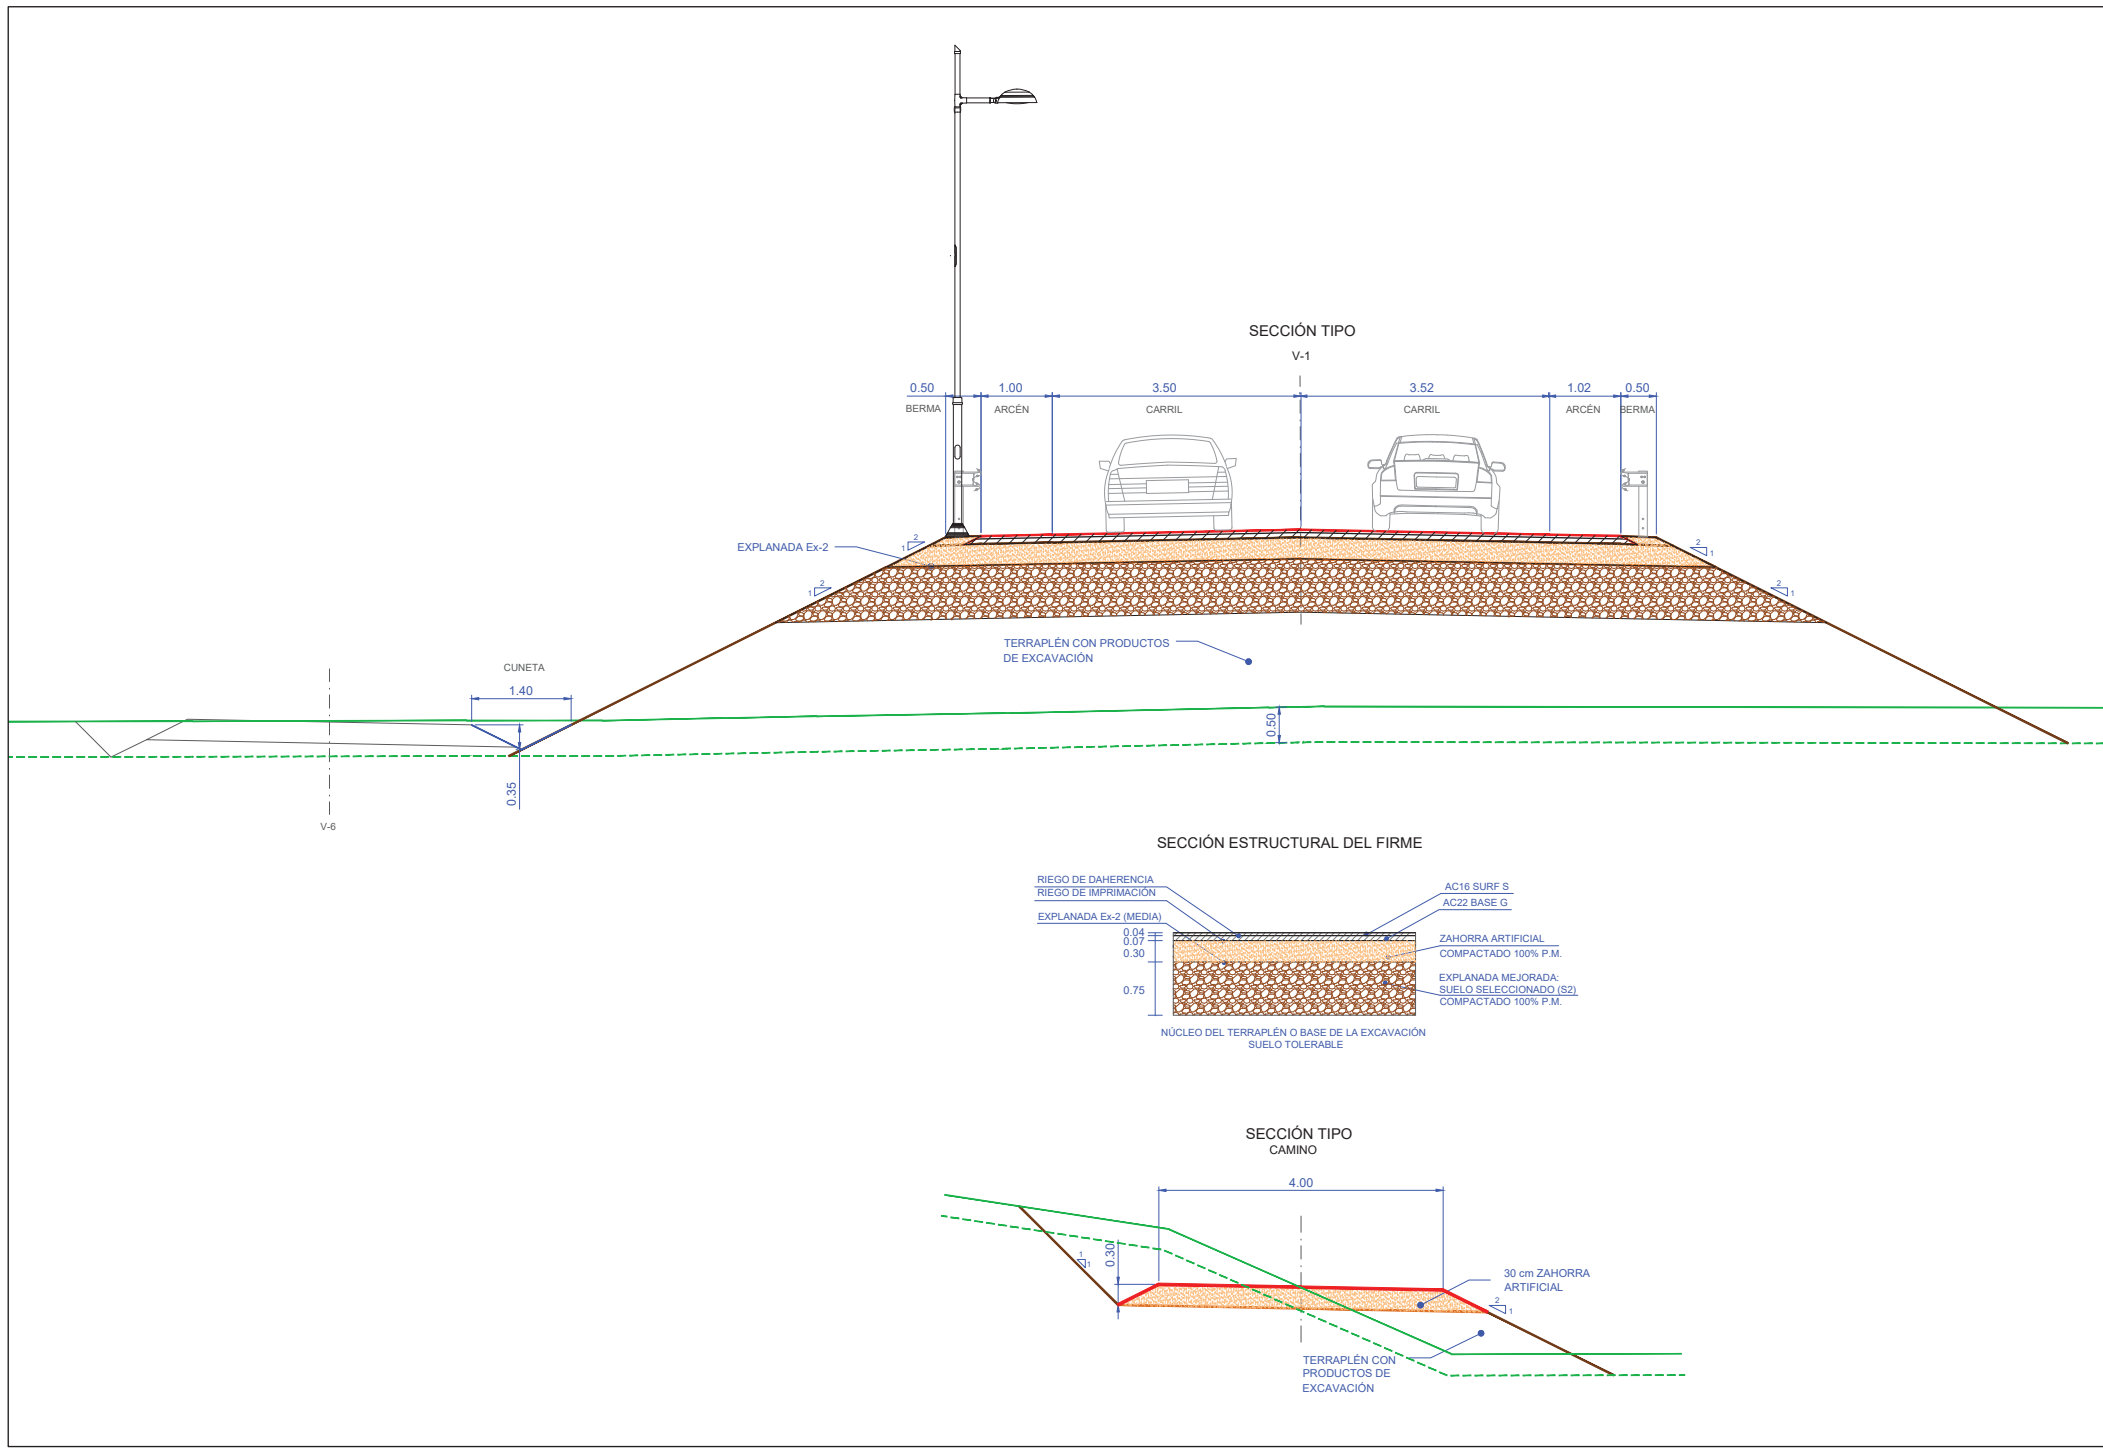 SECCIÓN TIPO
V-1
0.50 1.00 3.50 3.52 1.02 0.50
BERMA ARCÉN CARRIL CARRIL ARCÉN BERMA
EXPLANADA Ex-2
2
1
2
1
2
1
2
1
TERRAPLÉN CON PRODUCTOS
DE EXCAVACIÓN
CUNETA
1.40
0.50
0.35
V-6
SECCIÓN ESTRUCTURAL DEL FIRME
RIEGO DE DAHERENCIA
RIEGO DE IMPRIMACIÓN
EXPLANADA Ex-2 (MEDIA)
0.04
0.07
0.30
0.75
AC16 SURF S
AC22 BASE G
ZAHORRA ARTIFICIAL
COMPACTADO 100% P.M.
EXPLANADA MEJORADA:
SUELO SELECCIONADO (S2)
COMPACTADO 100% P.M.
NÚCLEO DEL TERRAPLÉN O BASE DE LA EXCAVACIÓN
SUELO TOLERABLE
SECCIÓN TIPO
CAMINO
4.00
1
1
0.30
30 cm ZAHORRA
ARTIFICIAL
2
1
TERRAPLÉN CON
PRODUCTOS DE
EXCAVACIÓN